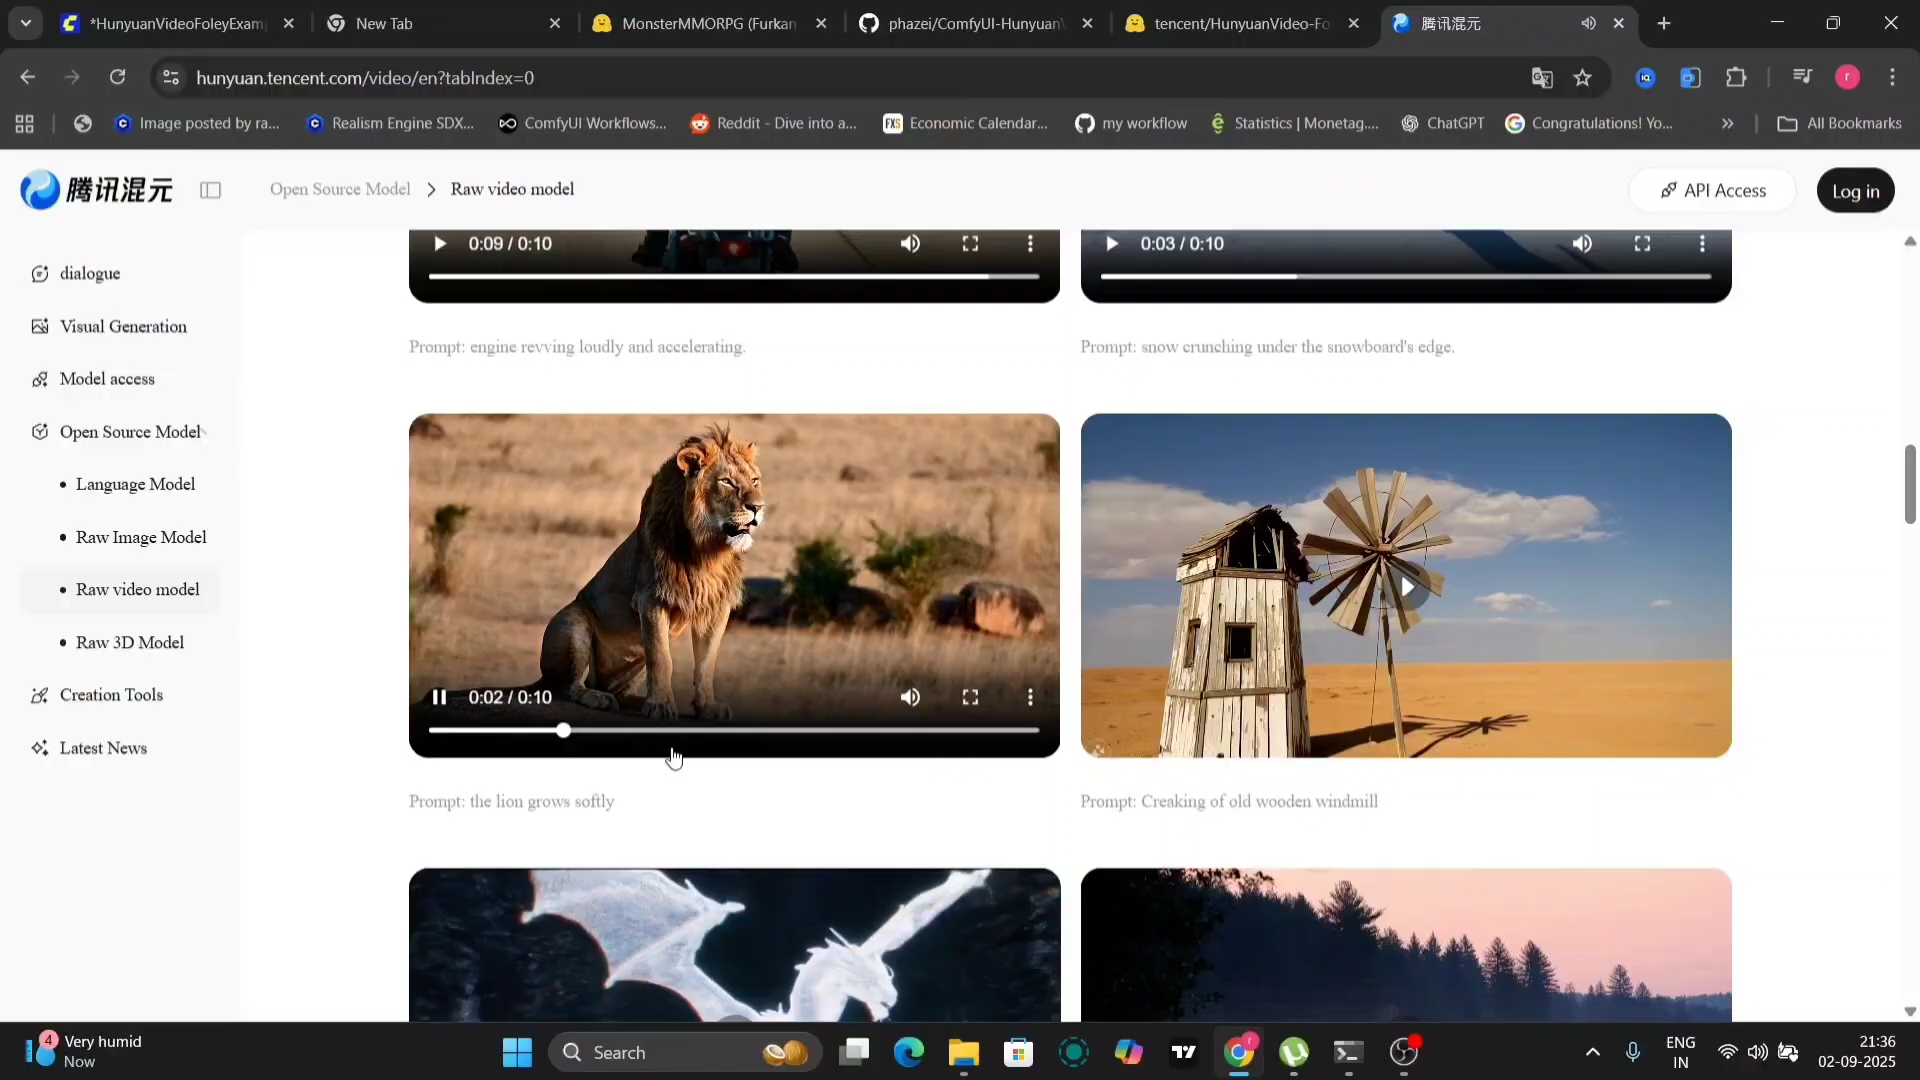 *HunyuanVideoFoleyExam
New Tab
MonsterMMORPG (Furkan
phazei/ComfyUI-Hunyuan
tencent/HunyuanVideo-Fo
腾讯混元
hunyuan.tencent.com/video/en?tabIndex=0
Image posted by ra...
Realism Engine SDX...
ComfyUI Workflows...
Reddit - Dive into a...
Economic Calendar...
my workflow
Statistics | Monetag....
ChatGPT
Congratulations! Yo...
All Bookmarks
腾讯混元
Open Source Model > Raw video model
API Access
Log in
dialogue
Visual Generation
Model access
Open Source Model
Language Model
Raw Image Model
Raw video model
Raw 3D Model
Creation Tools
Latest News
0:09 / 0:10
0:03 / 0:10
Prompt: engine revving loudly and accelerating.
Prompt: snow crunching under the snowboard's edge.
0:02 / 0:10
Prompt: the lion grows softly
Prompt: Creaking of old wooden windmill
4
Very humid
Now
Search
ENG
IN
21:36
02-09-2025